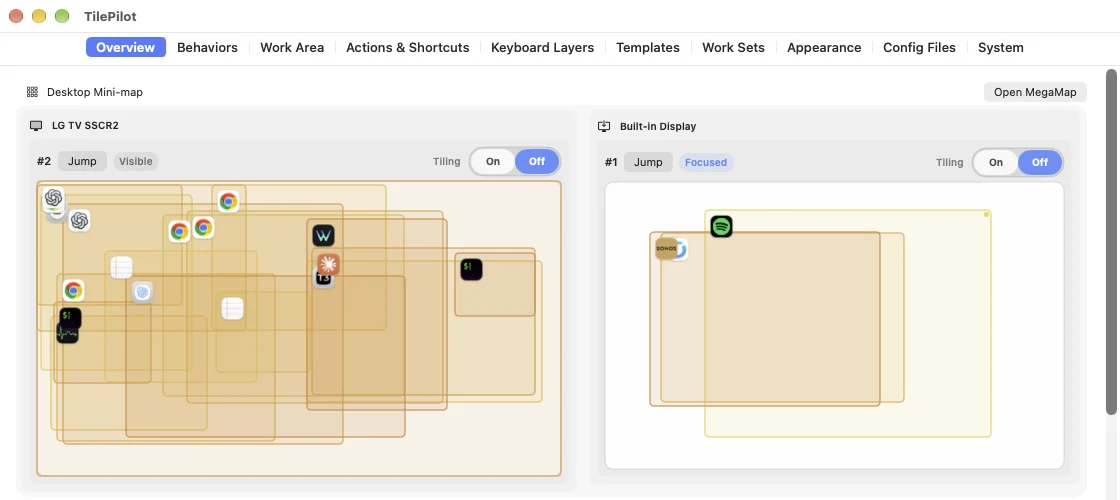 TilePilot
Overview Behaviors Work Area Actions & Shortcuts Keyboard Layers Templates Work Sets Appearance Config Files System
Desktop Mini-map Open MegaMap
LG TV SSCR2
#2 Jump Visible Tiling On Off
Built-in Display
#1 Jump Focused Tiling On Off
$|
$|
SONOS